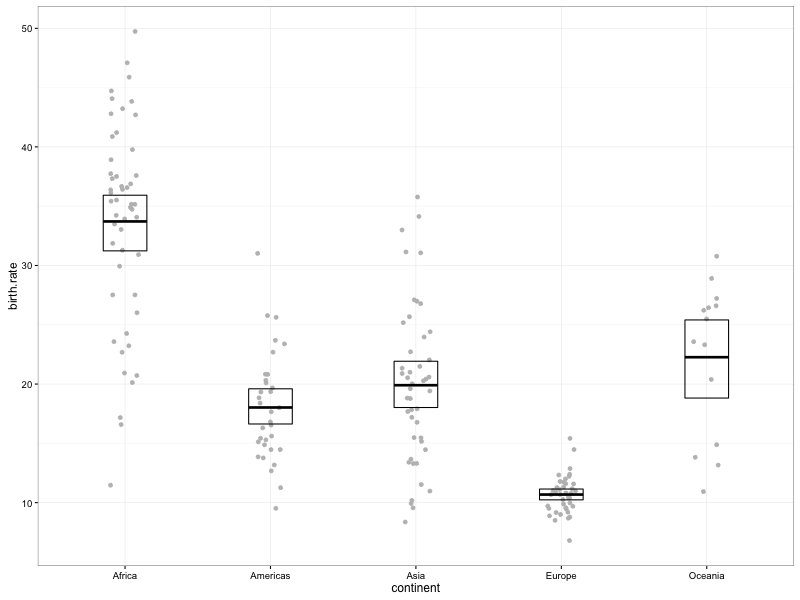 50
40
30
20
10
birth.rate
Africa
Americas
Asia
Europe
Oceania
continent